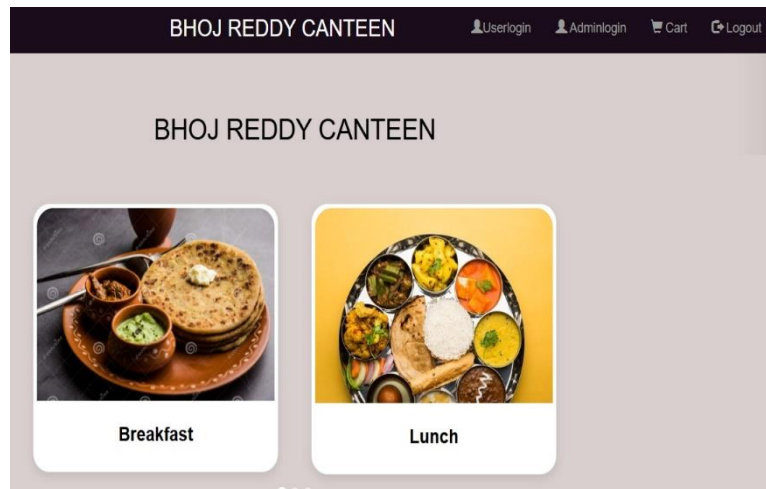 BHOJ REDDY CANTEEN Userlogin Adminlogin Cart Logout
BHOJ REDDY CANTEEN
Breakfast
Lunch